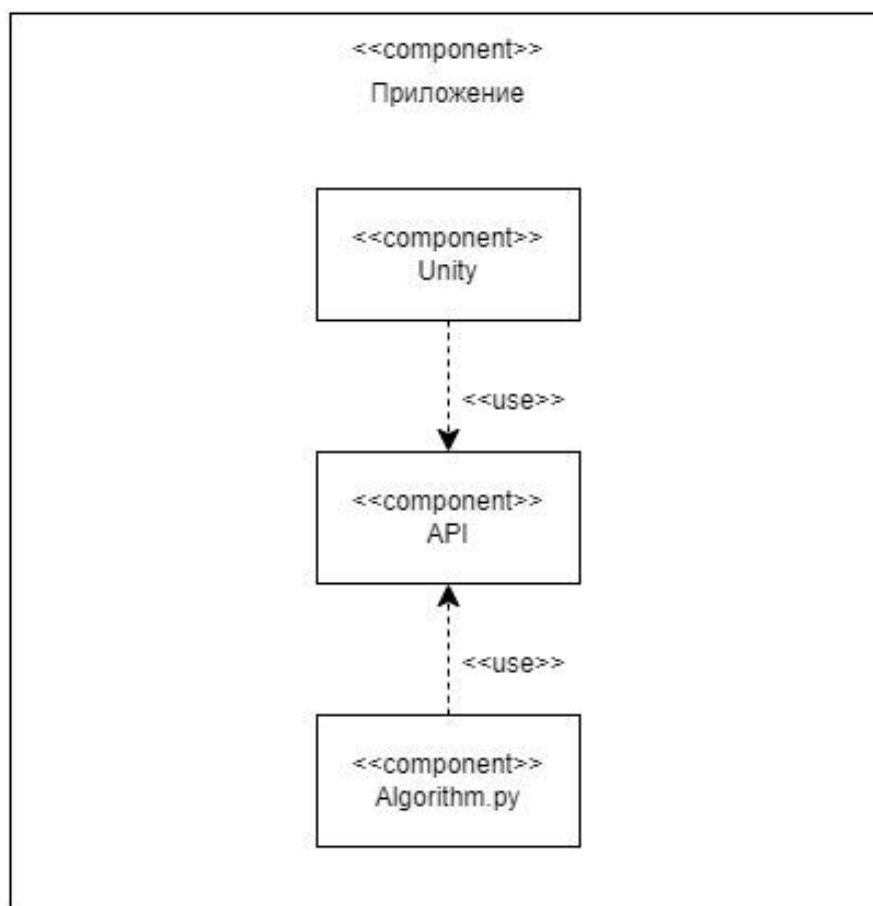 <<component>>
Приложение
<<component>>
Unity
<<use>>
<<component>>
API
<<use>>
<<component>>
Algorithm.py